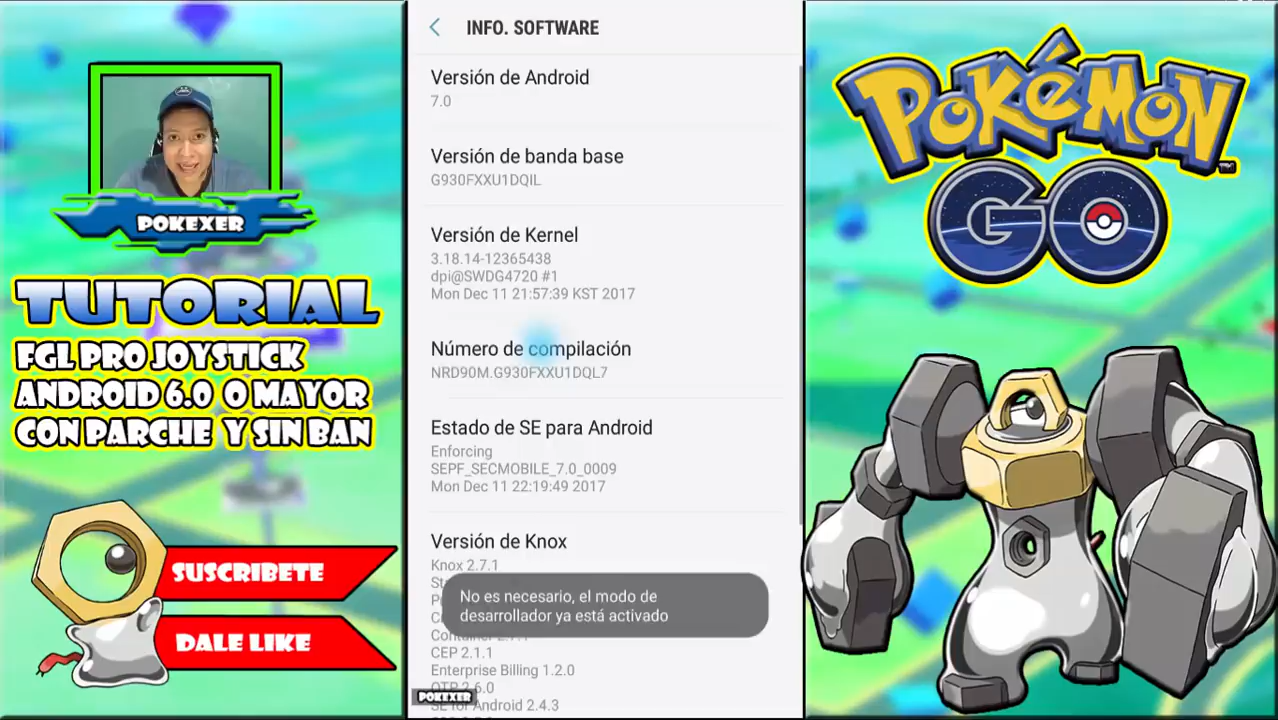 POKEXER
TUTORIAL
FGL PRO JOYSTICK
ANDROID 6.0 O MAYOR
CON PARCHE Y SIN BAN
SUSCRIBETE
DALE LIKE
INFO. SOFTWARE
Versión de Android
7.0
Versión de banda base
G930FXXU1DQIL
Versión de Kernel
3.18.14-12365438
dpi@SWDG4720 #1
Mon Dec 11 21:57:39 KST 2017
Número de compilación
NRD90M.G930FXXU1DQL7
Estado de SE para Android
Enforcing
SEPF_SECMOBILE_7.0_0009
Mon Dec 11 22:19:49 2017
Versión de Knox
Knox 2.7.1
No es necesario, el modo de
desarrollador ya está activado
CEP 2.1.1
Enterprise Billing 1.2.0
POKEXER
SE for Android 2.4.3
POKÉMON
GO